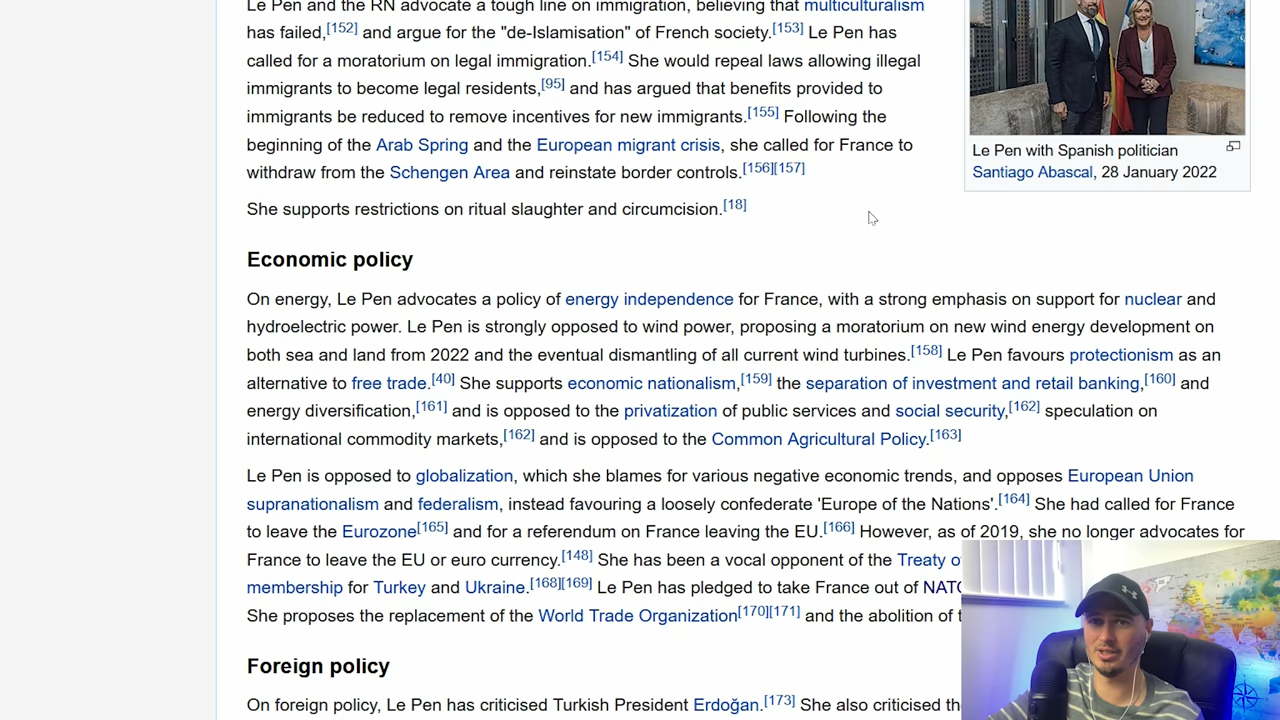 Le Pen and the RN advocate a tough line on immigration, believing that multiculturalism
has failed,[152] and argue for the "de-Islamisation" of French society.[153] Le Pen has
called for a moratorium on legal immigration.[154] She would repeal laws allowing illegal
immigrants to become legal residents,[95] and has argued that benefits provided to
immigrants be reduced to remove incentives for new immigrants.[155] Following the
beginning of the Arab Spring and the European migrant crisis, she called for France to
withdraw from the Schengen Area and reinstate border controls.[156][157]
She supports restrictions on ritual slaughter and circumcision.[18]
Le Pen with Spanish politician
Santiago Abascal, 28 January 2022
Economic policy
On energy, Le Pen advocates a policy of energy independence for France, with a strong emphasis on support for nuclear and
hydroelectric power. Le Pen is strongly opposed to wind power, proposing a moratorium on new wind energy development on
both sea and land from 2022 and the eventual dismantling of all current wind turbines.[158] Le Pen favours protectionism as an
alternative to free trade.[40] She supports economic nationalism,[159] the separation of investment and retail banking,[160] and
energy diversification,[161] and is opposed to the privatization of public services and social security,[162] speculation on
international commodity markets,[162] and is opposed to the Common Agricultural Policy.[163]
Le Pen is opposed to globalization, which she blames for various negative economic trends, and opposes European Union
supranationalism and federalism, instead favouring a loosely confederate 'Europe of the Nations'.[164] She had called for France
to leave the Eurozone[165] and for a referendum on France leaving the EU.[166] However, as of 2019, she no longer advocates for
France to leave the EU or euro currency.[148] She has been a vocal opponent of the Treaty o
membership for Turkey and Ukraine.[168][169] Le Pen has pledged to take France out of NATO
She proposes the replacement of the World Trade Organization[170][171] and the abolition of t
Foreign policy
On foreign policy, Le Pen has criticised Turkish President Erdoğan.[173] She also criticised the